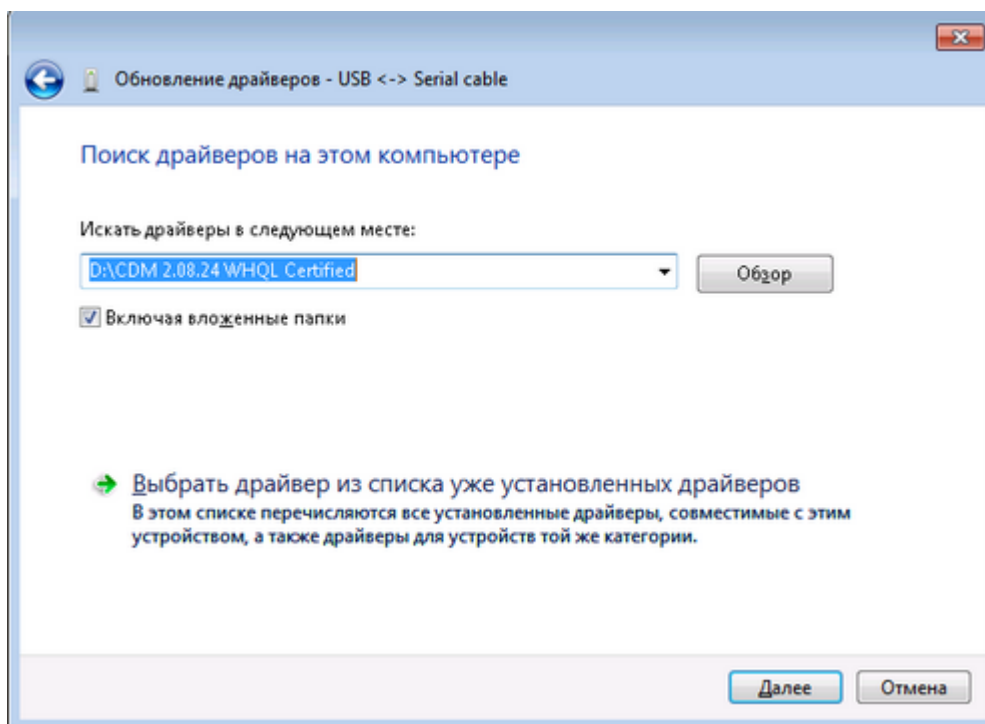 Обновление драйверов - USB <-> Serial cable
Поиск драйверов на этом компьютере
Искать драйверы в следующем месте:
D:\CDM 2.08.24 WHQL Certified
Обзор
Включая вложенные папки
Выбрать драйвер из списка уже установленных драйверов
В этом списке перечисляются все установленные драйверы, совместимые с этим
устройством, а также драйверы для устройств той же категории.
Далее
Отмена